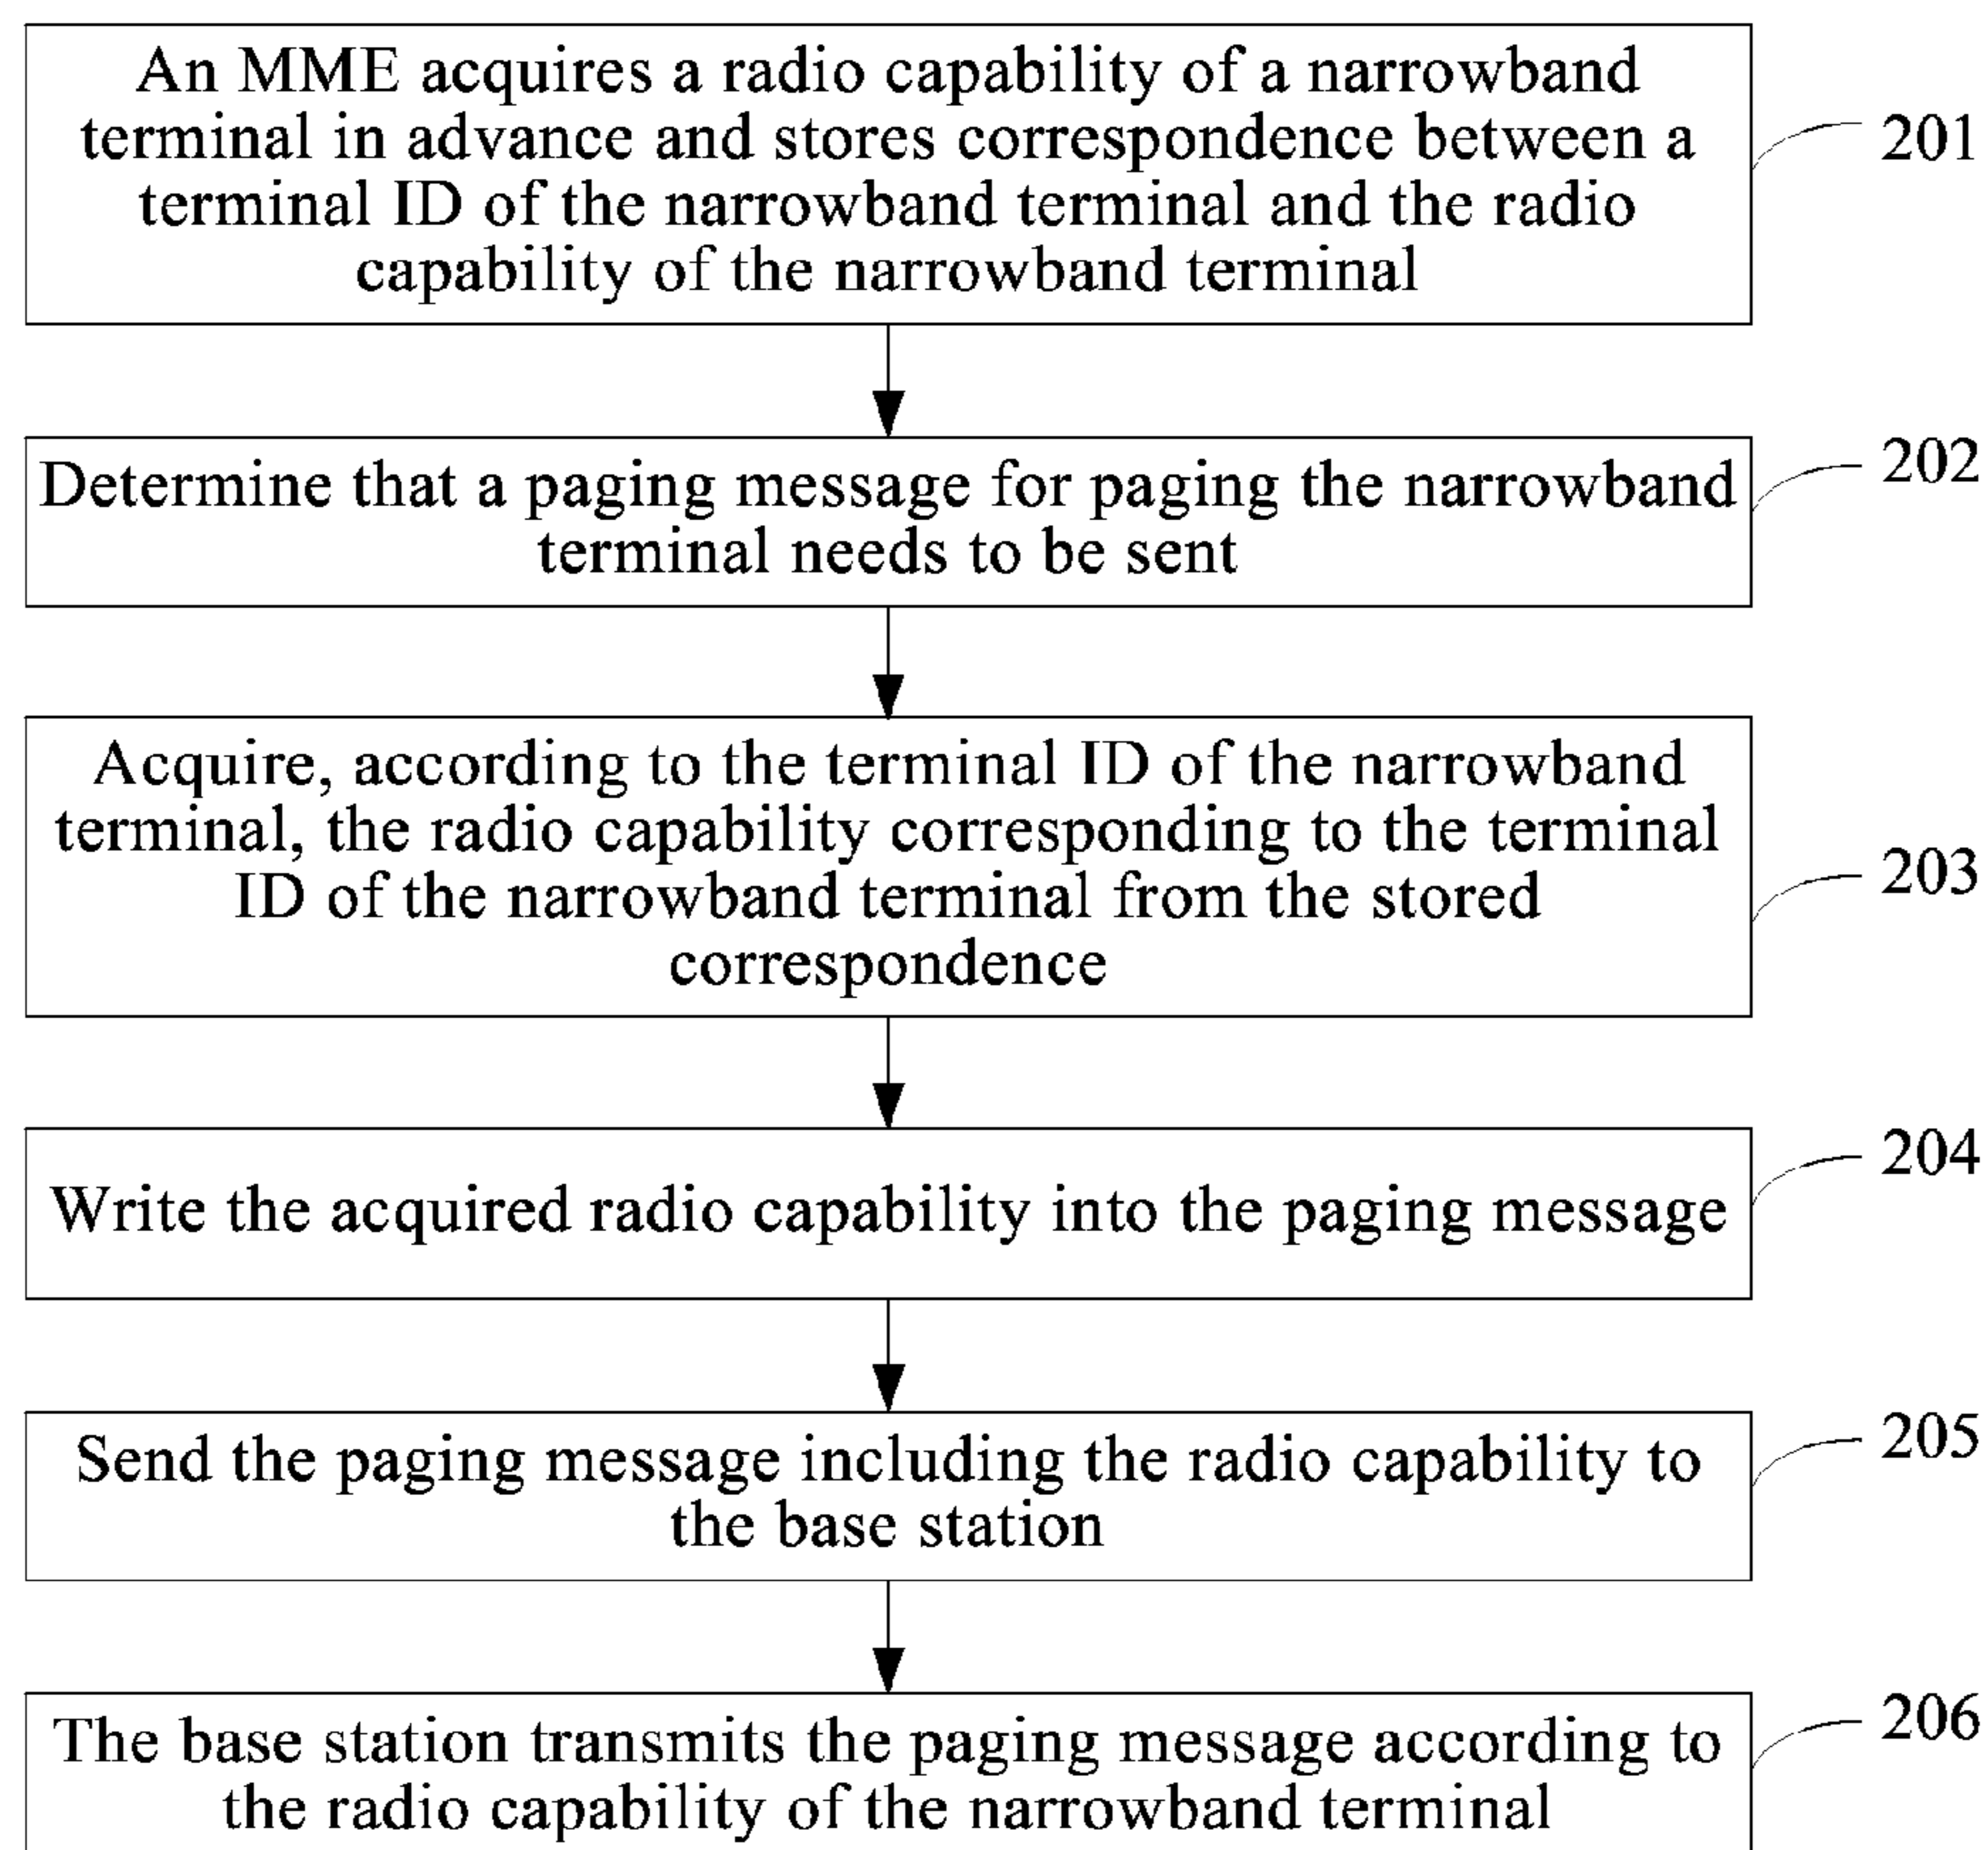 An MME acquires a radio capability of a narrowband
terminal in advance and stores correspondence between a
terminal ID of the narrowband terminal and the radio
capability of the narrowband terminal
201
Determine that a paging message for paging the narrowband
terminal needs to be sent
202
Acquire, according to the terminal ID of the narrowband
terminal, the radio capability corresponding to the terminal
ID of the narrowband terminal from the stored
correspondence
203
Write the acquired radio capability into the paging message
204
Send the paging message including the radio capability to
the base station
205
The base station transmits the paging message according to
the radio capability of the narrowband terminal
206